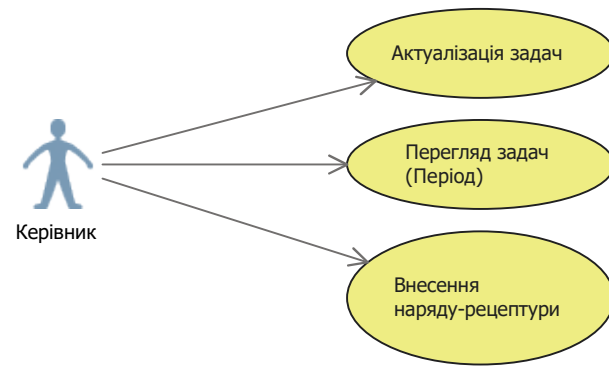 Актуалізація задач
Перегляд задач
(Період)
Керівник
Внесення
наряду-рецептури